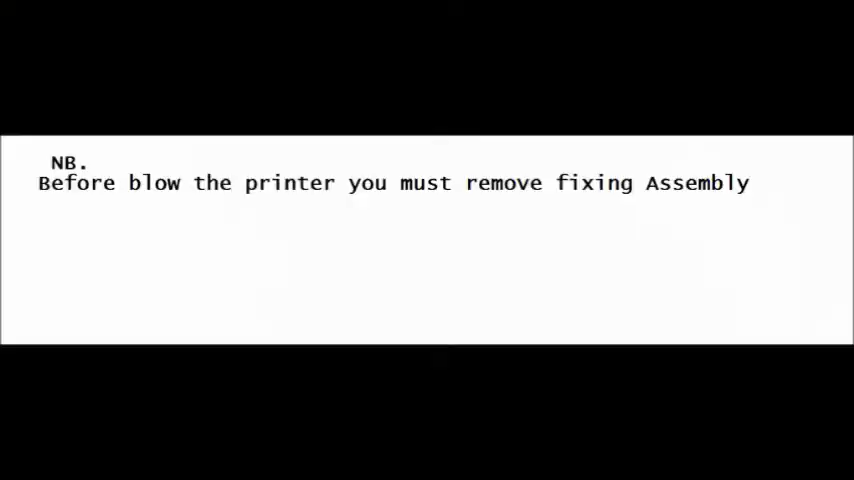 NB.
Before blow the printer you must remove fixing Assembly